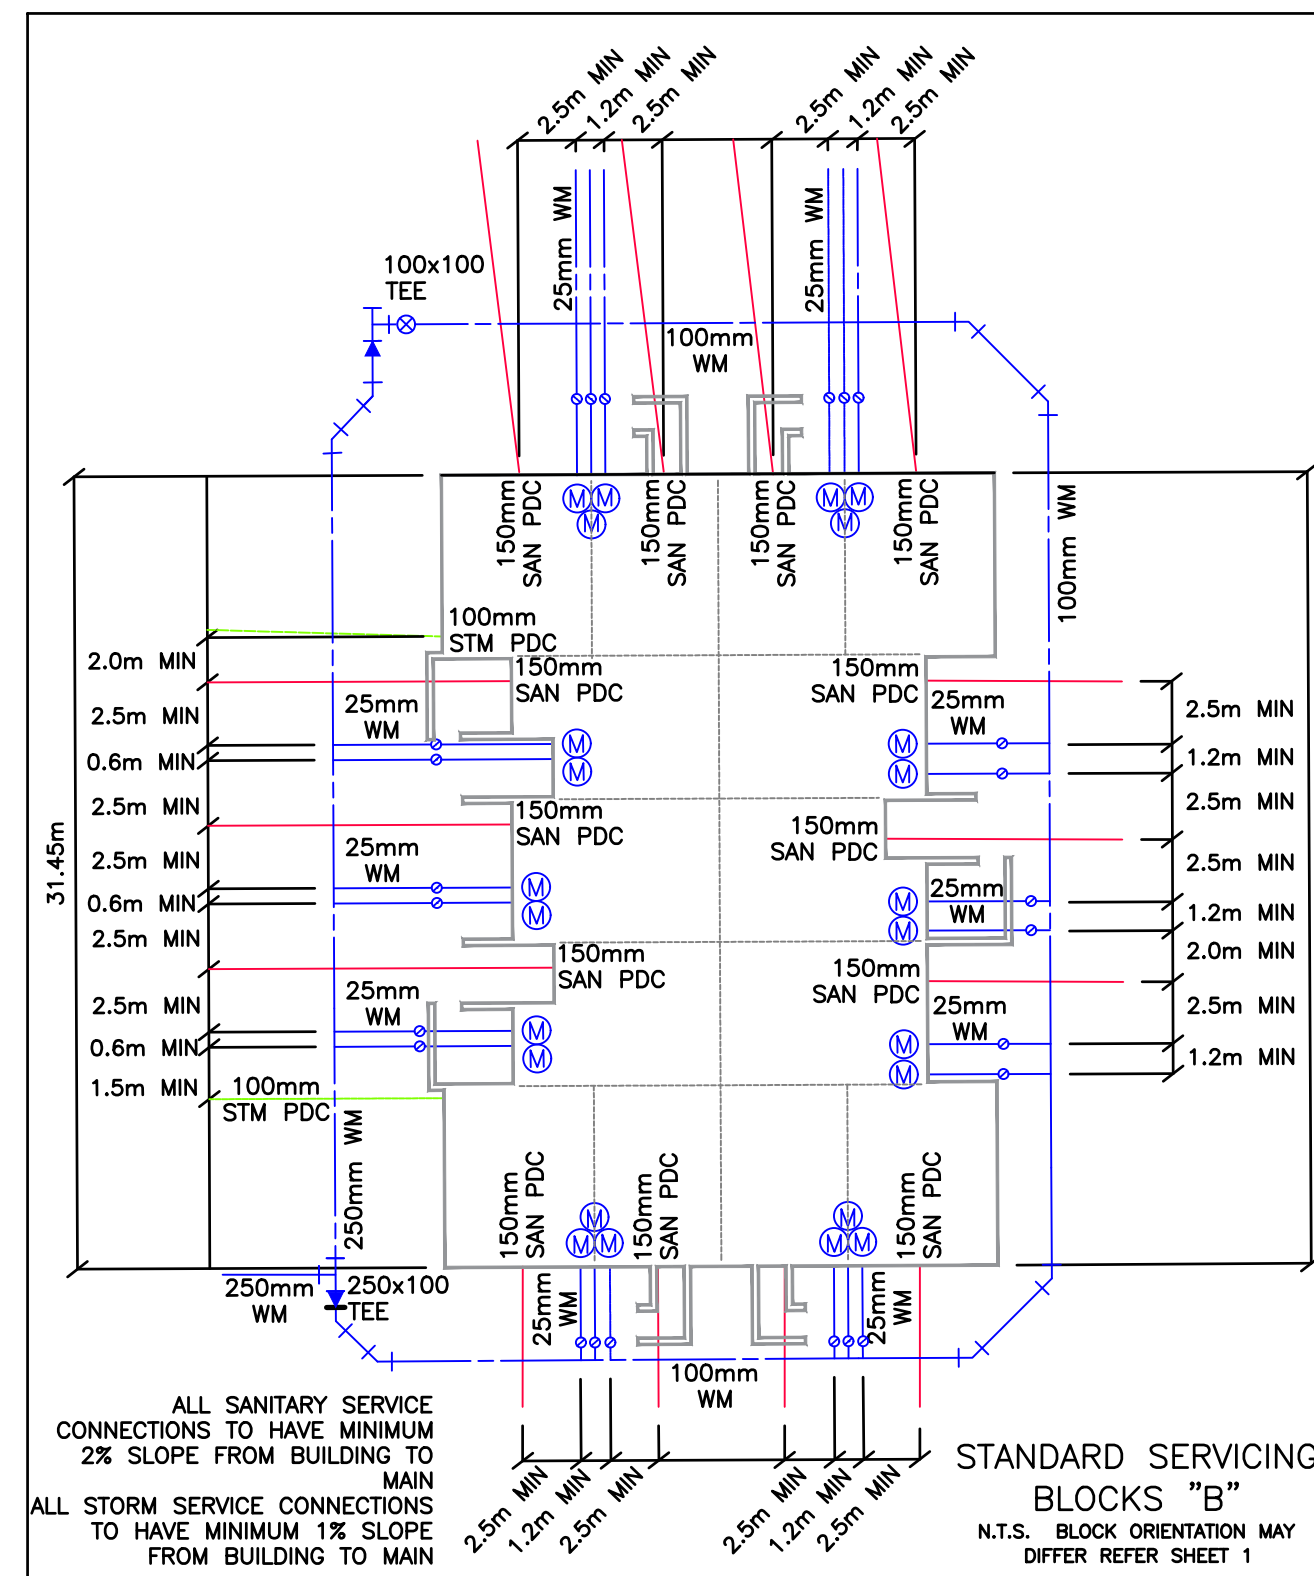 2.5m MIN
1.2m MIN
2.5m MIN
2.5m MIN
1.2m MIN
2.5m MIN
25mm WM
25mm WM
100x100
TEE
100mm
WM
150mm
SAN PDC
M M
M
150mm
SAN PDC
150mm
SAN PDC
M M
M
150mm
SAN PDC
100mm WM
100mm
STM PDC
2.0m MIN
150mm
SAN PDC
150mm
SAN PDC
2.5m MIN
25mm
WM
25mm
WM
2.5m MIN
0.6m MIN
M
M
M
M
1.2m MIN
2.5m MIN
150mm
SAN PDC
150mm
SAN PDC
2.5m MIN
31.45m
2.5m MIN
25mm
WM
2.5m MIN
0.6m MIN
M
M
M
M
25mm
WM
1.2m MIN
2.5m MIN
150mm
SAN PDC
150mm
SAN PDC
2.0m MIN
2.5m MIN
25mm
WM
25mm
WM
2.5m MIN
0.6m MIN
M
M
M
M
1.2m MIN
1.5m MIN
100mm
STM PDC
250mm WM
150mm
SAN PDC
M
M M
150mm
SAN PDC
M
M M
150mm
SAN PDC
250mm
WM
250x100
TEE
25mm
WM
25mm
WM
100mm
WM
2.5m MIN
1.2m MIN
2.5m MIN
2.5m MIN
1.2m MIN
2.5m MIN
ALL SANITARY SERVICE
CONNECTIONS TO HAVE MINIMUM
2% SLOPE FROM BUILDING TO
MAIN
ALL STORM SERVICE CONNECTIONS
TO HAVE MINIMUM 1% SLOPE
FROM BUILDING TO MAIN
STANDARD SERVICING
BLOCKS "B"
N.T.S. BLOCK ORIENTATION MAY
DIFFER REFER SHEET 1